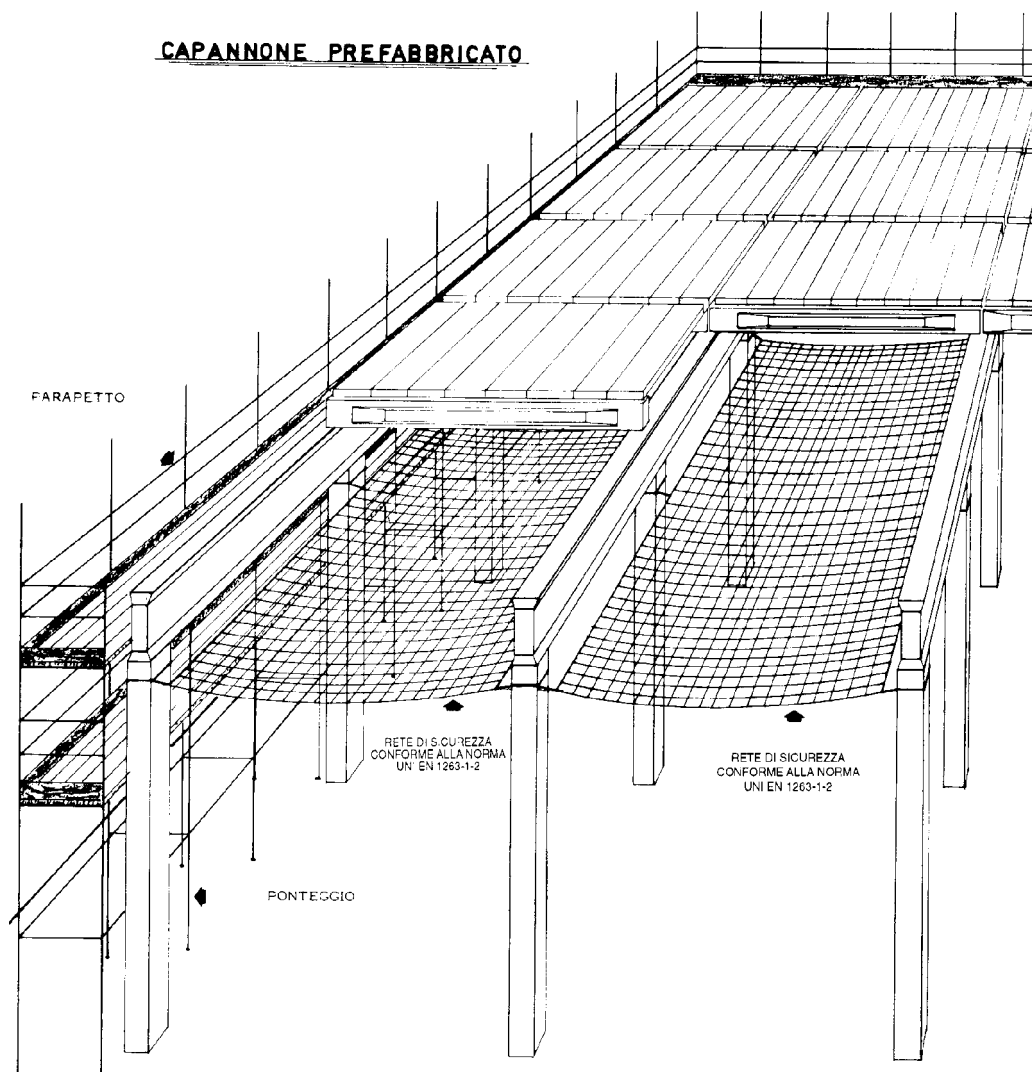 CAPANNONE PREFABBRICATO
PARAPETTO
RETE DI SICUREZZA
CONFORME ALLA NORMA
UNI EN 1263-1-2
RETE DI SICUREZZA
CONFORME ALLA NORMA
UNI EN 1263-1-2
PONTEGGIO